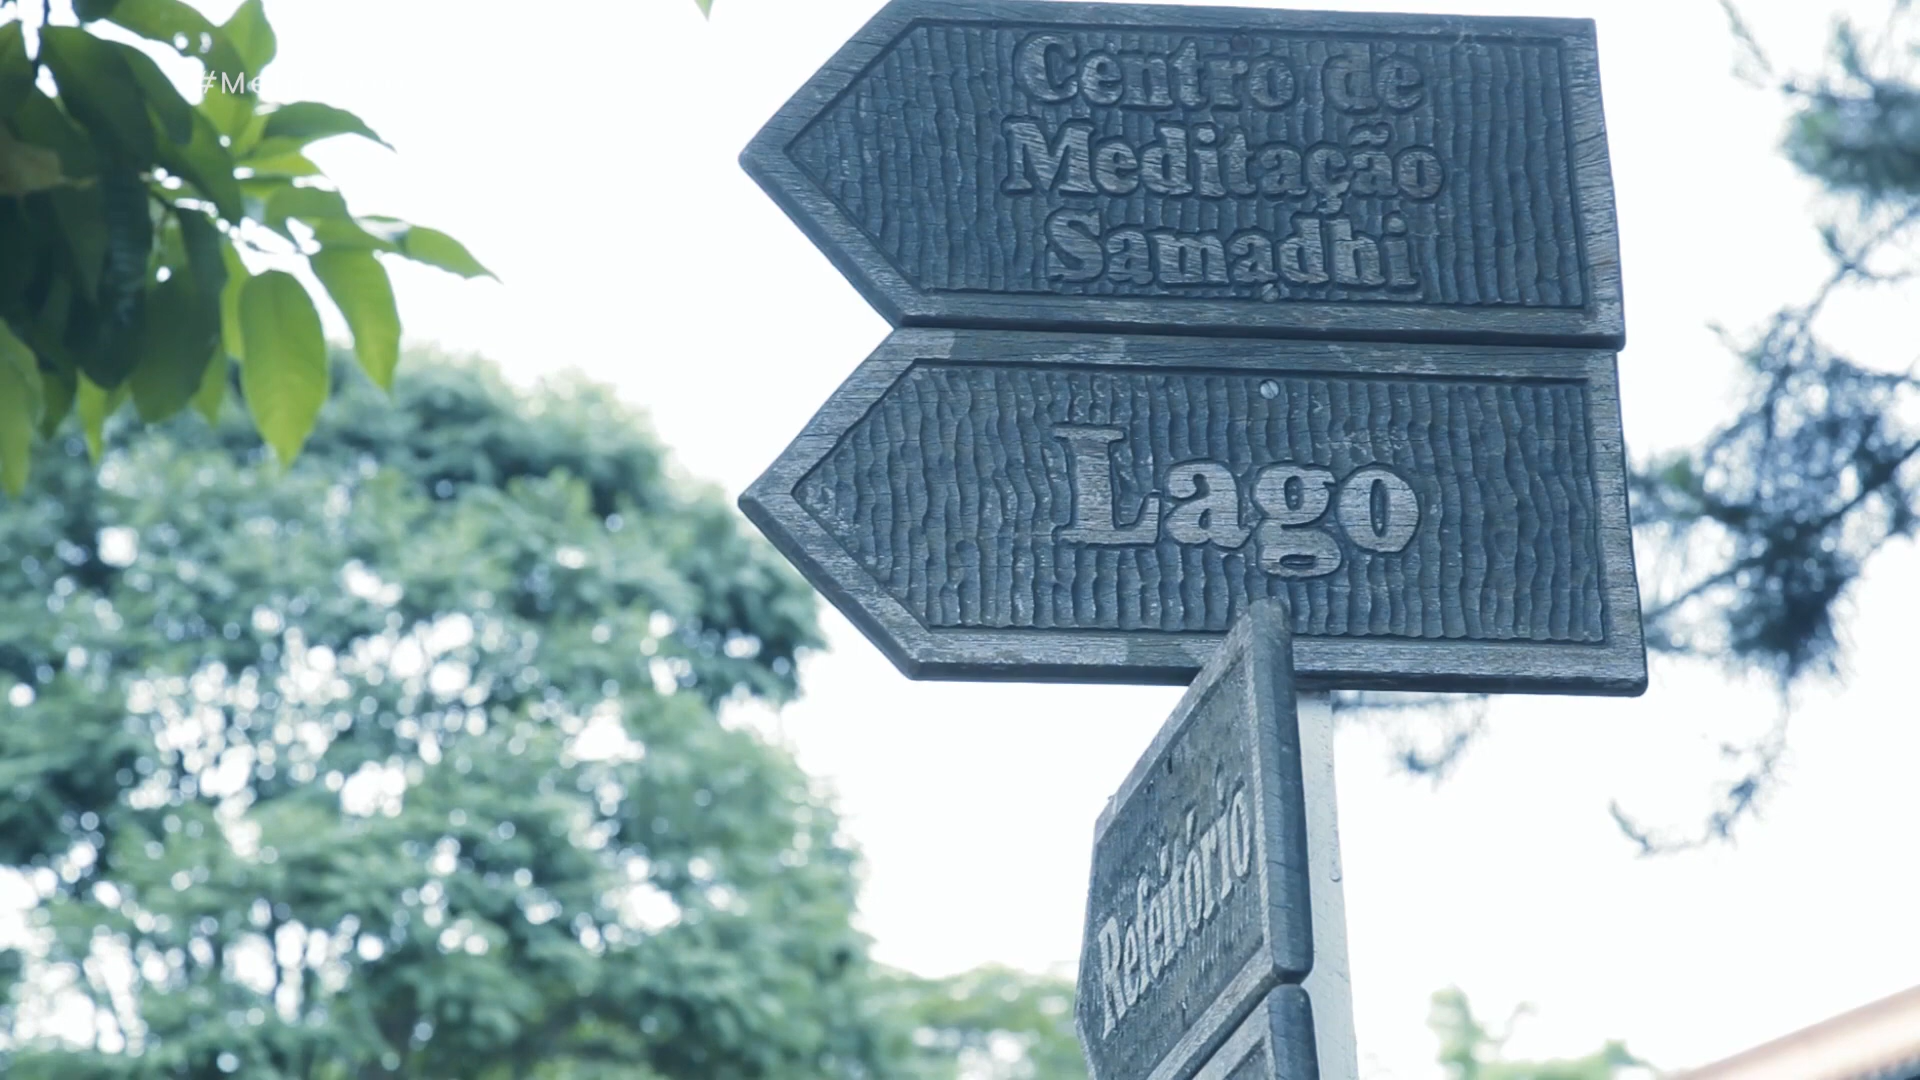 Centro de
Meditação
Samadhi
Lago
Refeitório